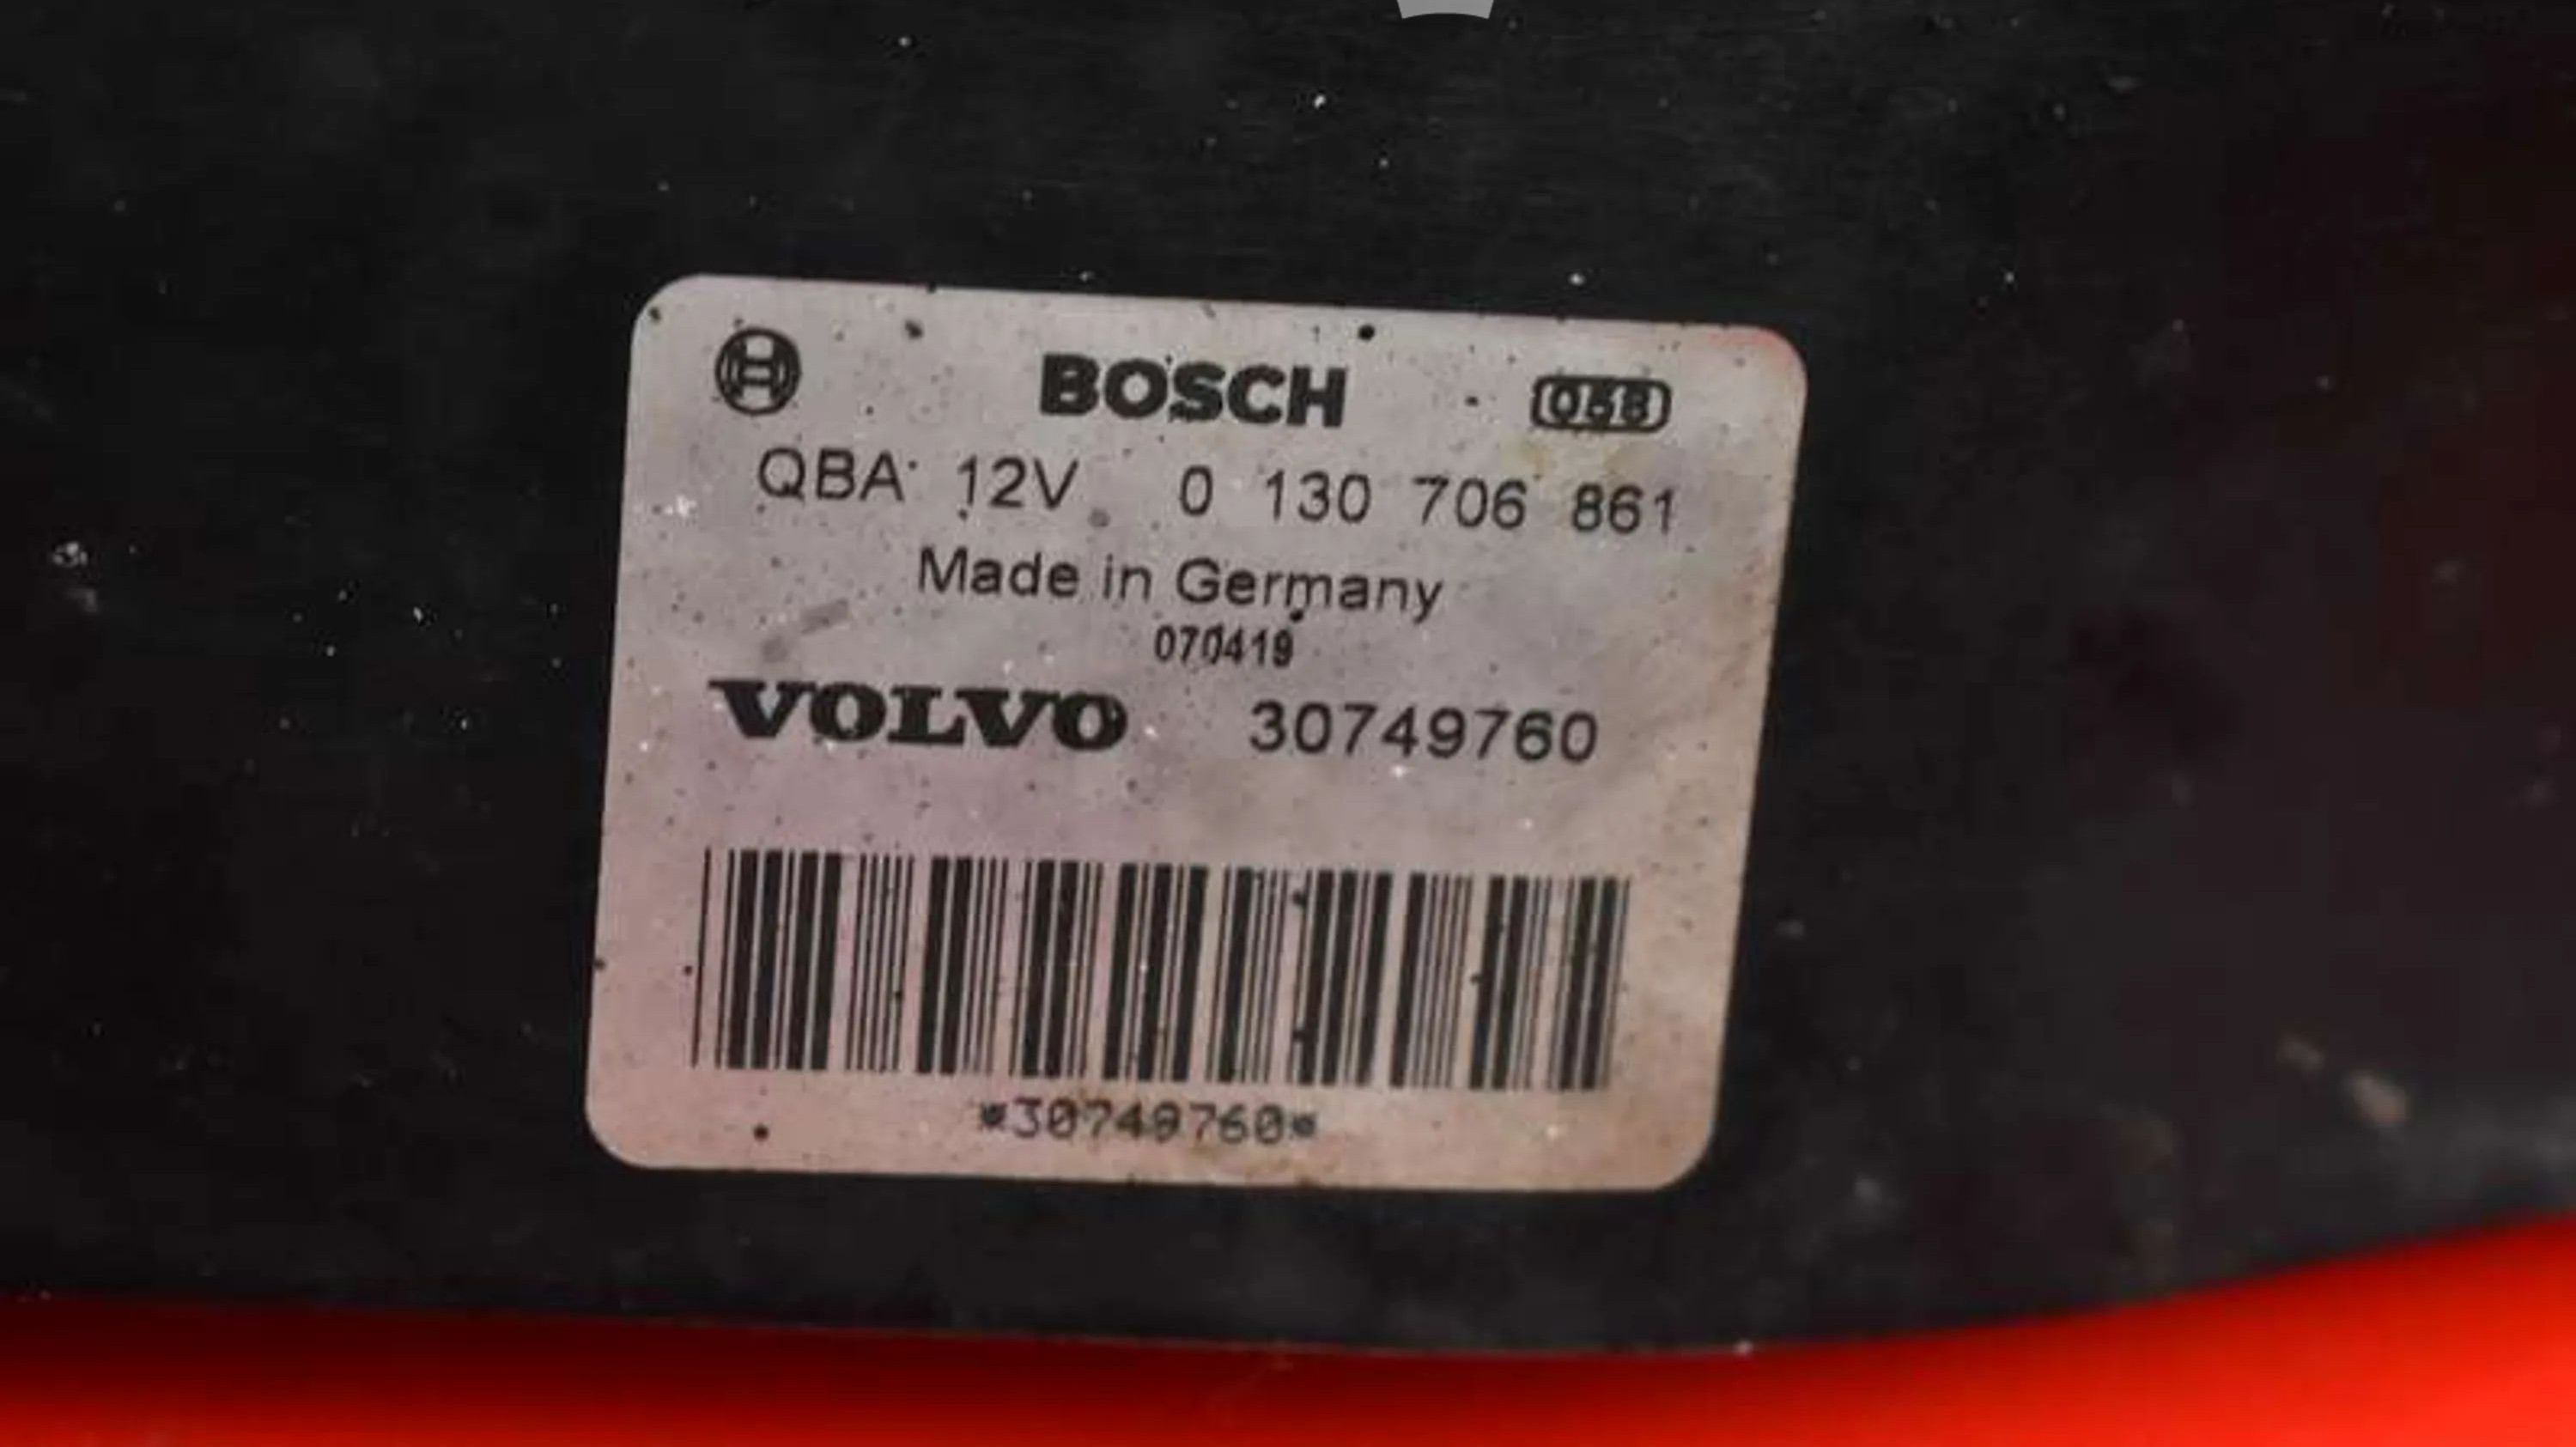 BOSCH
QBA 12V 0 130 706 861
Made in Germany
070419
VOLVO 30749760
*30749760*